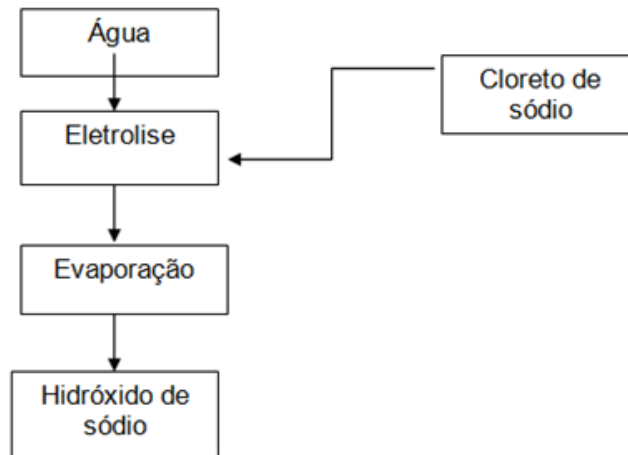 Água
Cloreto de
sódio
Eletrolise
Evaporação
Hidróxido de
sódio